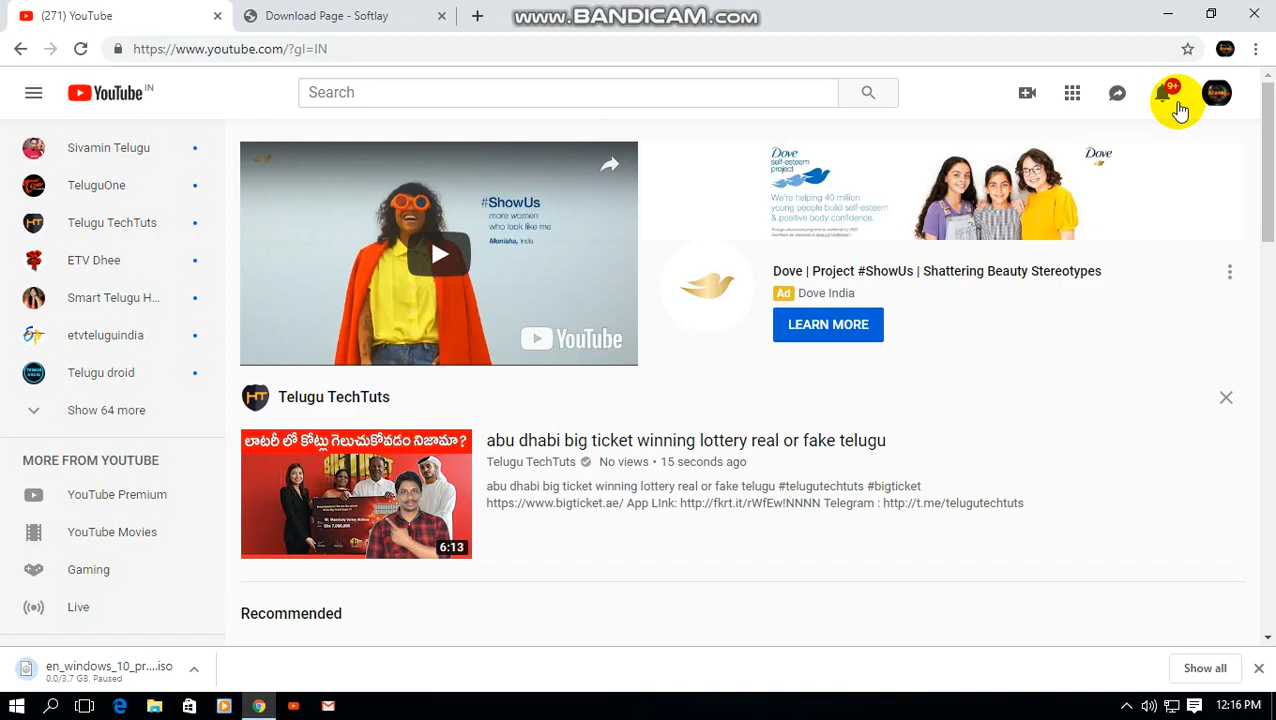 (271) YouTube
Download Page - Softlay
www.BANDICAM.com
https://www.youtube.com/?gl=IN
YouTube IN
Search
9+
Sivamin Telugu
TeluguOne
Telugu TechTuts
ETV Dhee
Smart Telugu H...
etvteluguindia
Telugu droid
Show 64 more
MORE FROM YOUTUBE
YouTube Premium
YouTube Movies
Gaming
Live
#ShowUs
more women
who look like me
Monisha, India
YouTube
Dove
self-esteem
project
We're helping 40 million
young people build self-esteem
& positive body confidence.
Dove
Dove | Project #ShowUs | Shattering Beauty Stereotypes
Ad Dove India
LEARN MORE
Telugu TechTuts
లాటరీ లో కోట్లు గెలుచుకోవడం నిజామా?
6:13
abu dhabi big ticket winning lottery real or fake telugu
Telugu TechTuts No views • 15 seconds ago
abu dhabi big ticket winning lottery real or fake telugu #telugutechtuts #bigticket
https://www.bigticket.ae/ App LInk: http://fkrt.it/rWfEw!NNNN Telegram : http://t.me/telugutechtuts
Recommended
en_windows_10_pr....iso
0.0/3.7 GB, Paused
Show all
12:16 PM